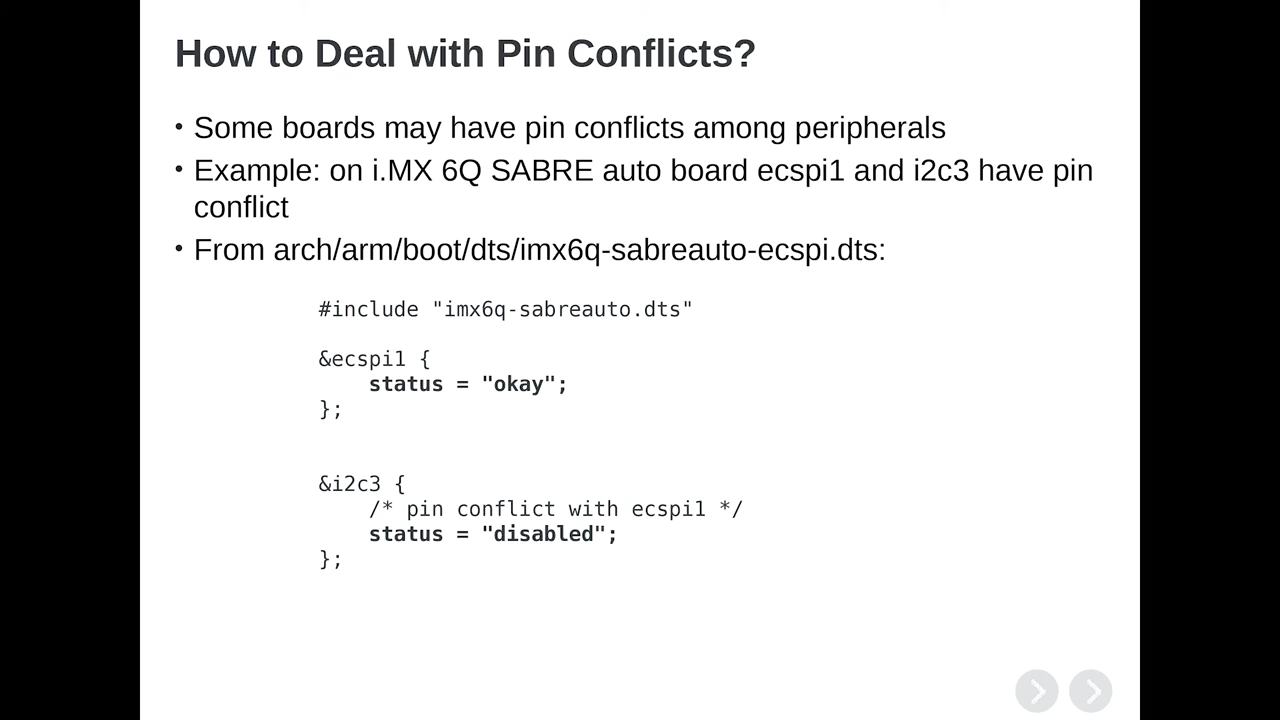 How to Deal with Pin Conflicts?
• Some boards may have pin conflicts among peripherals
• Example: on i.MX 6Q SABRE auto board ecspi1 and i2c3 have pin
conflict
• From arch/arm/boot/dts/imx6q-sabreauto-ecspi.dts:
#include "imx6q-sabreauto.dts"
&ecspi1 {
    status = "okay";
};
&i2c3 {
    /* pin conflict with ecspi1 */
    status = "disabled";
};